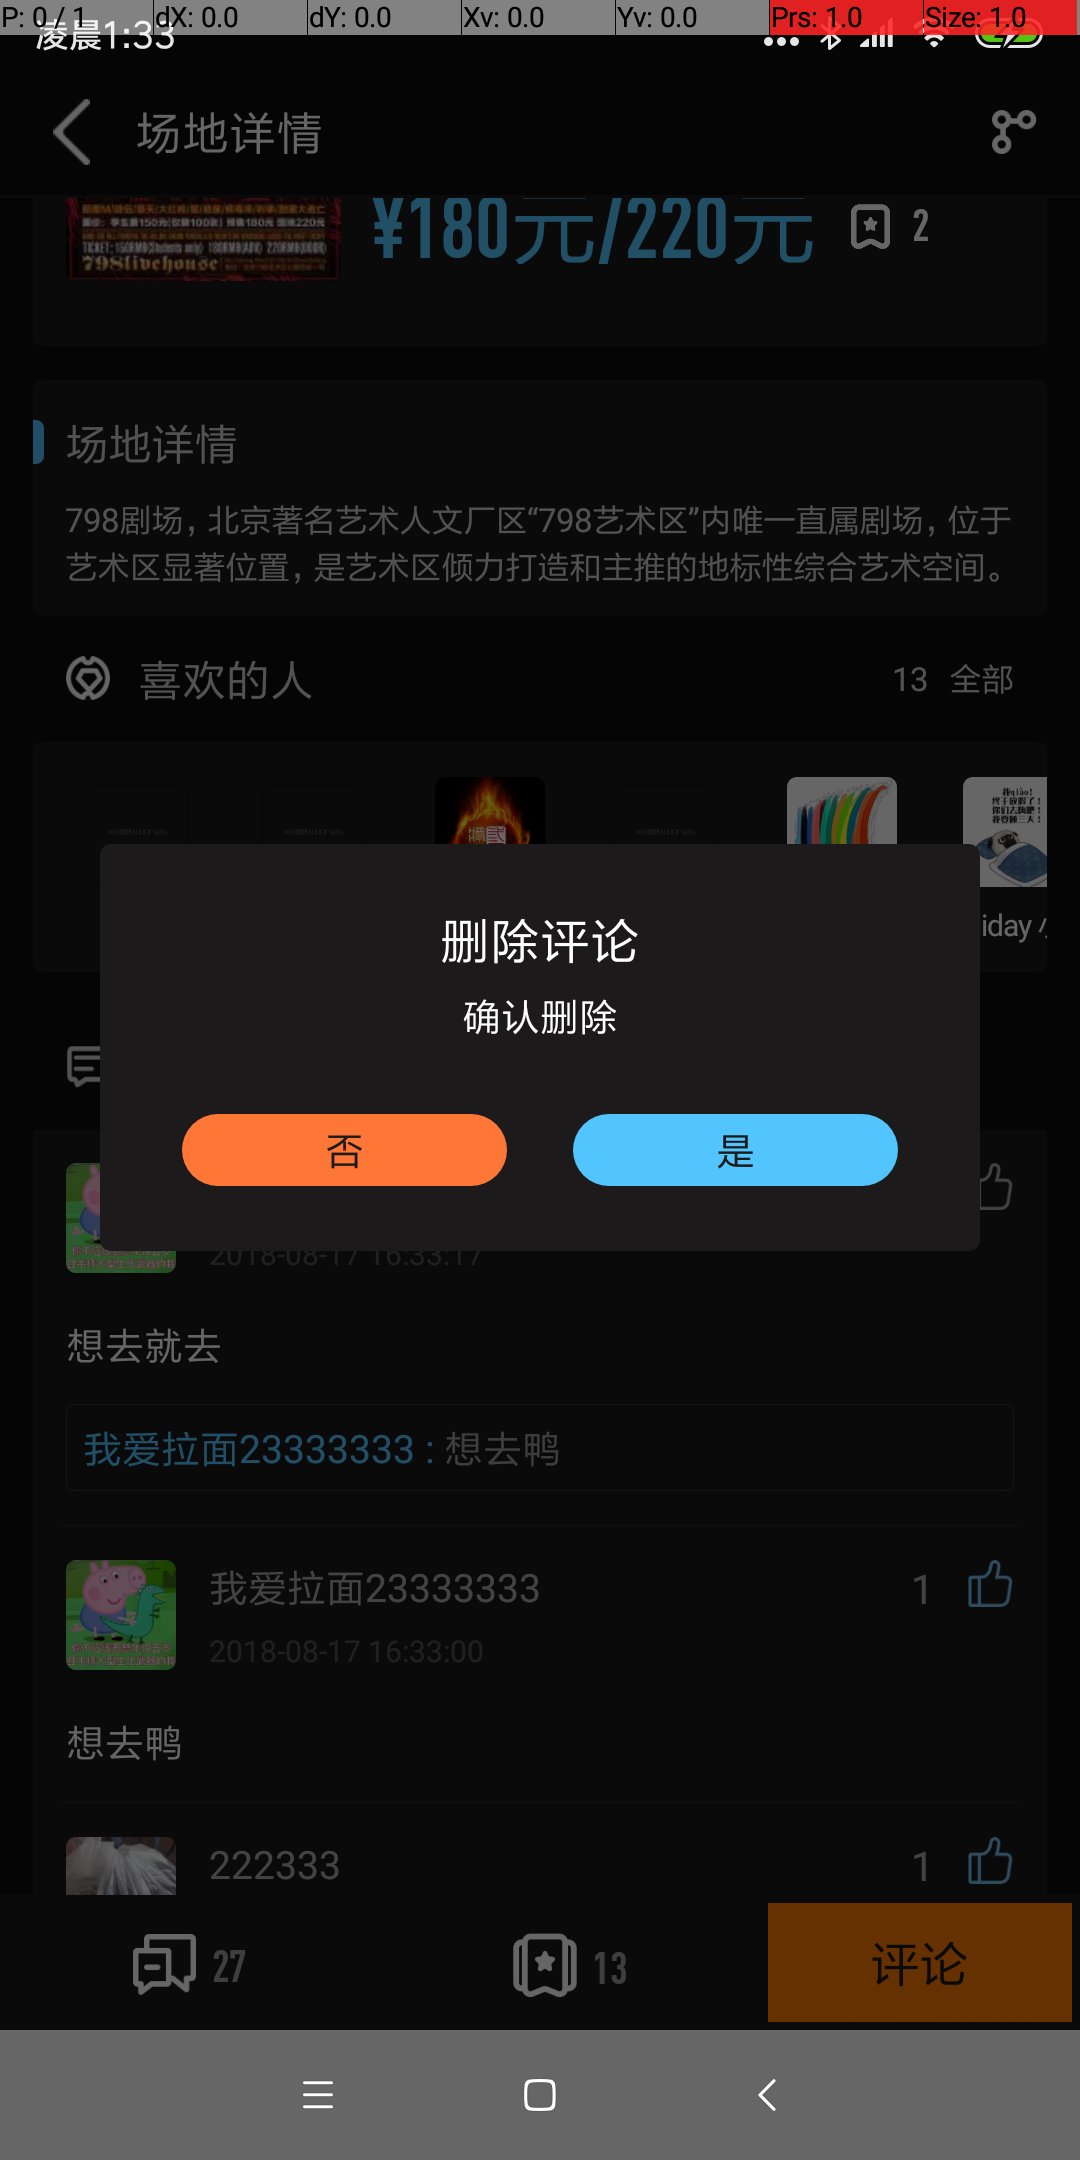 P: 0 / 1 dX: 0.0 dY: 0.0 Xv: 0.0 Yv: 0.0 Prs: 1.0 Size: 1.0
凌晨1:33
场地详情
¥180元/220元 2
798livehouse
场地详情
798剧场，北京著名艺术人文厂区“798艺术区”内唯一直属剧场，位于
艺术区显著位置，是艺术区倾力打造和主推的地标性综合艺术空间。
喜欢的人 13 全部
iday
删除评论
确认删除
否 是
2018-08-17 16:33:17
想去就去
我爱拉面23333333 : 想去鸭
我爱拉面23333333 1
2018-08-17 16:33:00
想去鸭
222333 1
27 13 评论